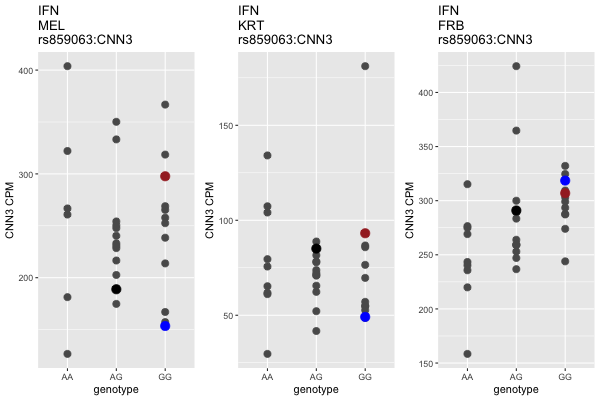 IFN
MEL
rs859063:CNN3
CNN3 CPM
400
300
200
AA
AG
GG
genotype
IFN
KRT
rs859063:CNN3
CNN3 CPM
150
100
50
AA
AG
GG
genotype
IFN
FRB
rs859063:CNN3
CNN3 CPM
400
350
300
250
200
150
AA
AG
GG
genotype